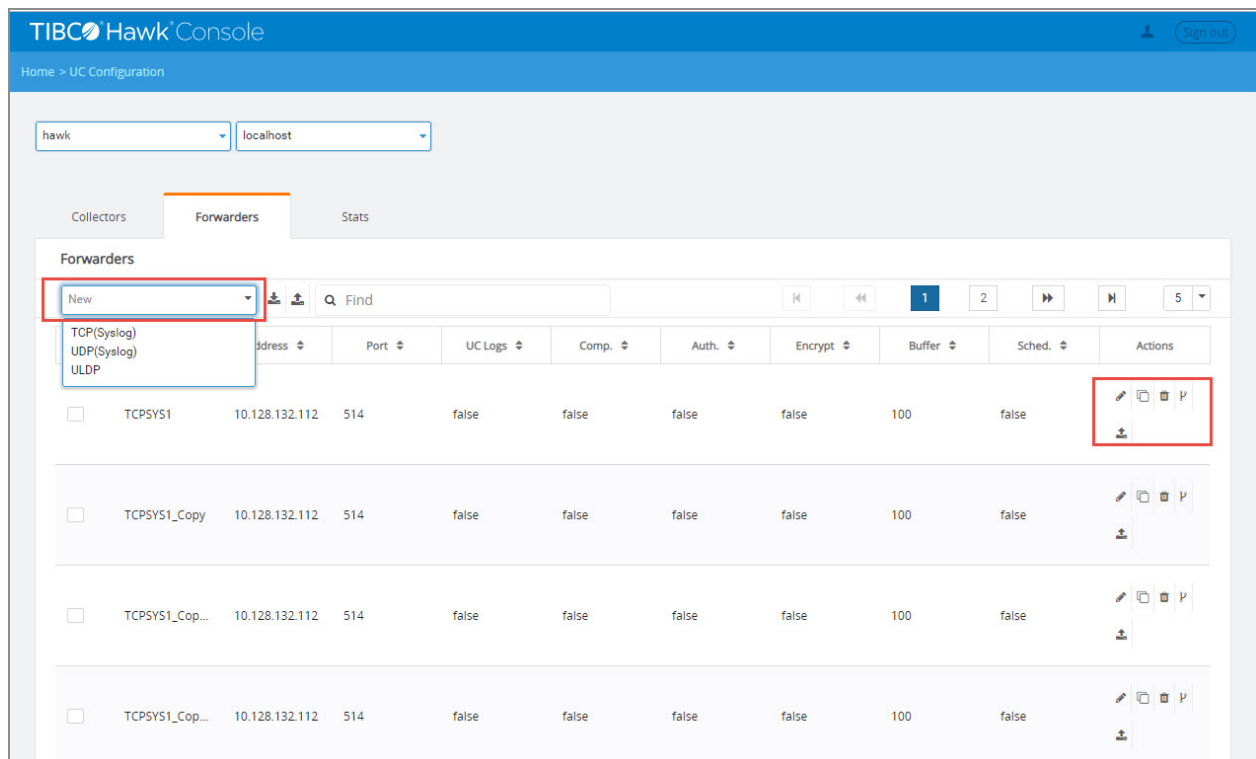 TIBCO Hawk Console
Sign out
Home > UC Configuration
hawk localhost
Collectors Forwarders Stats
Forwarders
New Find 1 2 5
TCP(Syslog)
UDP(Syslog)
ULDP
ddress Port UC Logs Comp. Auth. Encrypt Buffer Sched. Actions
TCPSYS1 10.128.132.112 514 false false false false 100 false
TCPSYS1_Copy 10.128.132.112 514 false false false false 100 false
TCPSYS1_Cop... 10.128.132.112 514 false false false false 100 false
TCPSYS1_Cop... 10.128.132.112 514 false false false false 100 false